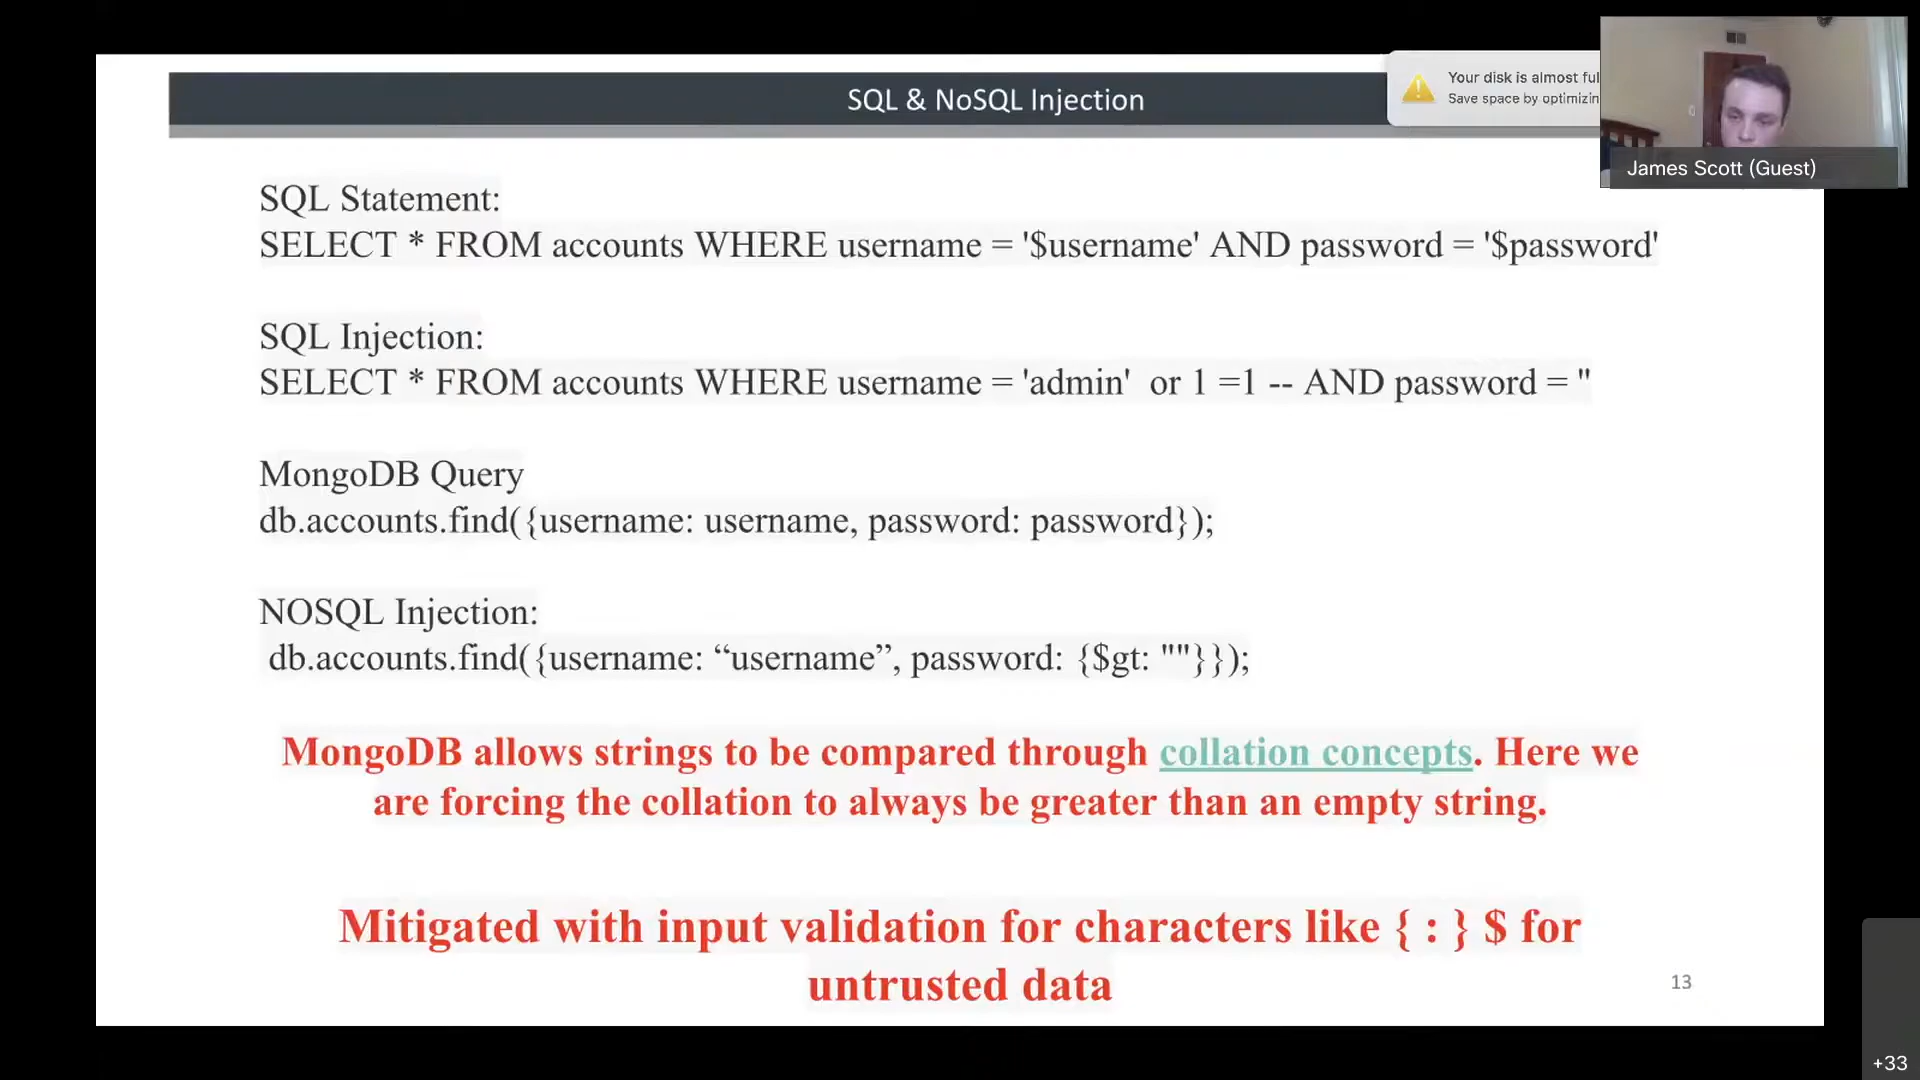 SQL & NoSQL Injection
Your disk is almost ful
Save space by optimizin
James Scott (Guest)
SQL Statement:
SELECT * FROM accounts WHERE username = '$username' AND password = '$password'
SQL Injection:
SELECT * FROM accounts WHERE username = 'admin'  or 1 =1 -- AND password = ''
MongoDB Query
db.accounts.find({username: username, password: password});
NOSQL Injection:
db.accounts.find({username: “username”, password: {$gt: ""}});
MongoDB allows strings to be compared through collation concepts. Here we
are forcing the collation to always be greater than an empty string.
Mitigated with input validation for characters like { : } $ for
untrusted data
13
+33